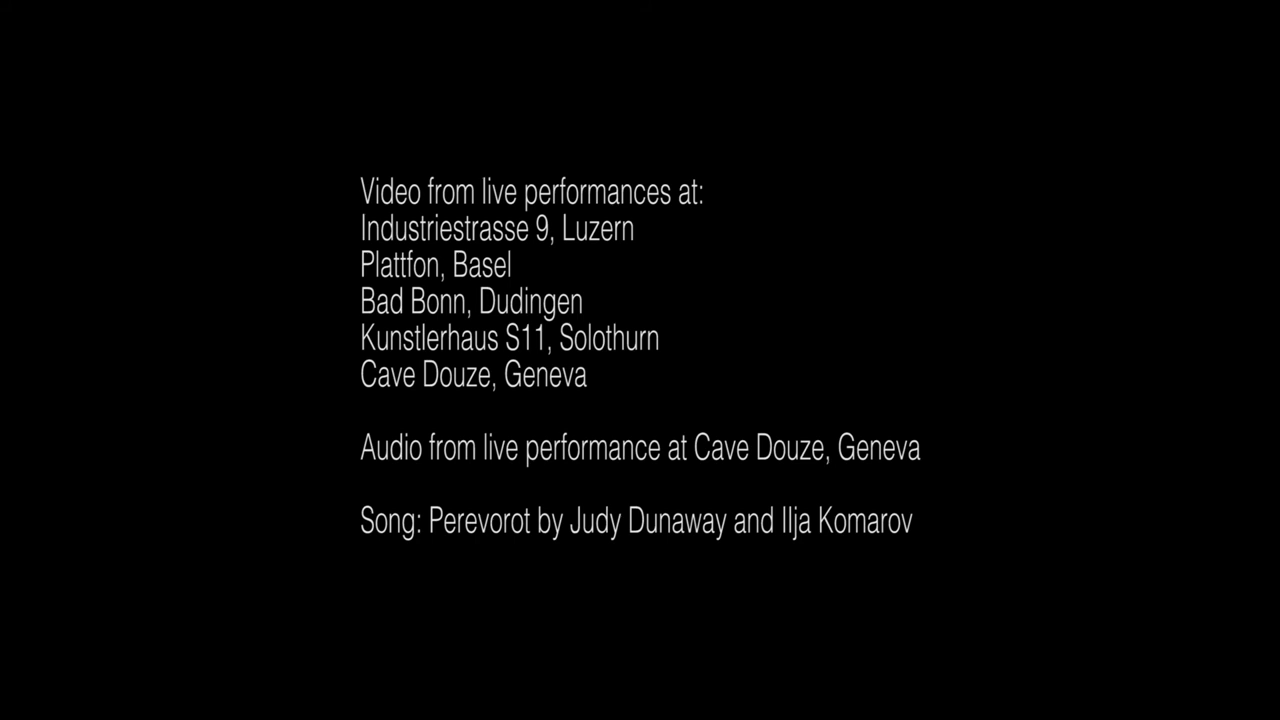 Video from live performances at:
Industriestrasse 9, Luzern
Plattfon, Basel
Bad Bonn, Dudingen
Kunstlerhaus S11, Solothurn
Cave Douze, Geneva
Audio from live performance at Cave Douze, Geneva
Song: Perevorot by Judy Dunaway and Ilja Komarov